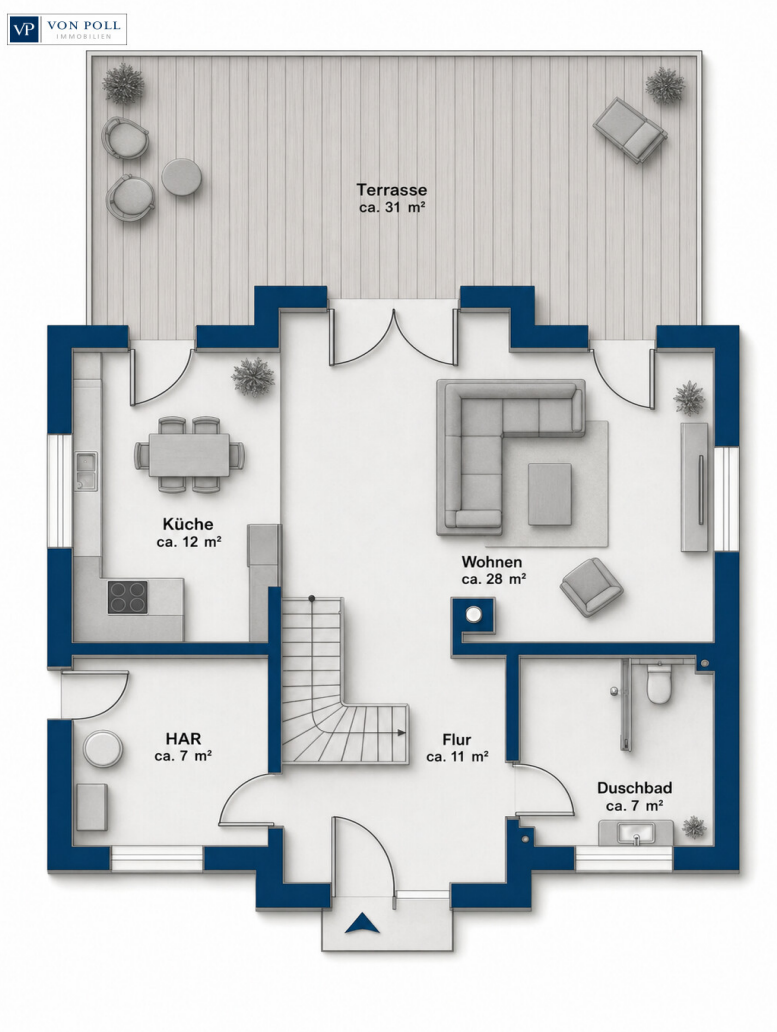 VP VON POLL
IMMOBILIEN
Terrasse
ca. 31 m²
Küche
ca. 12 m²
Wohnen
ca. 28 m²
HAR
ca. 7 m²
Flur
ca. 11 m²
Duschbad
ca. 7 m²